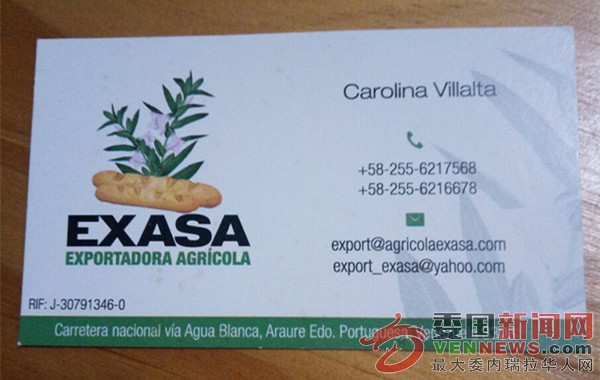 Carolina Villalta
+58-255-6217568
+58-255-6216678
export@agricolaexasa.com
export_exasa@yahoo.com
EXASA
EXPORTADORA AGRÍCOLA
RIF: J-30791346-0
Carretera nacional vía Agua Blanca, Araure Edo. Portuguesa
委国新闻网
VENNEWS.COM
最大委内瑞拉华人网